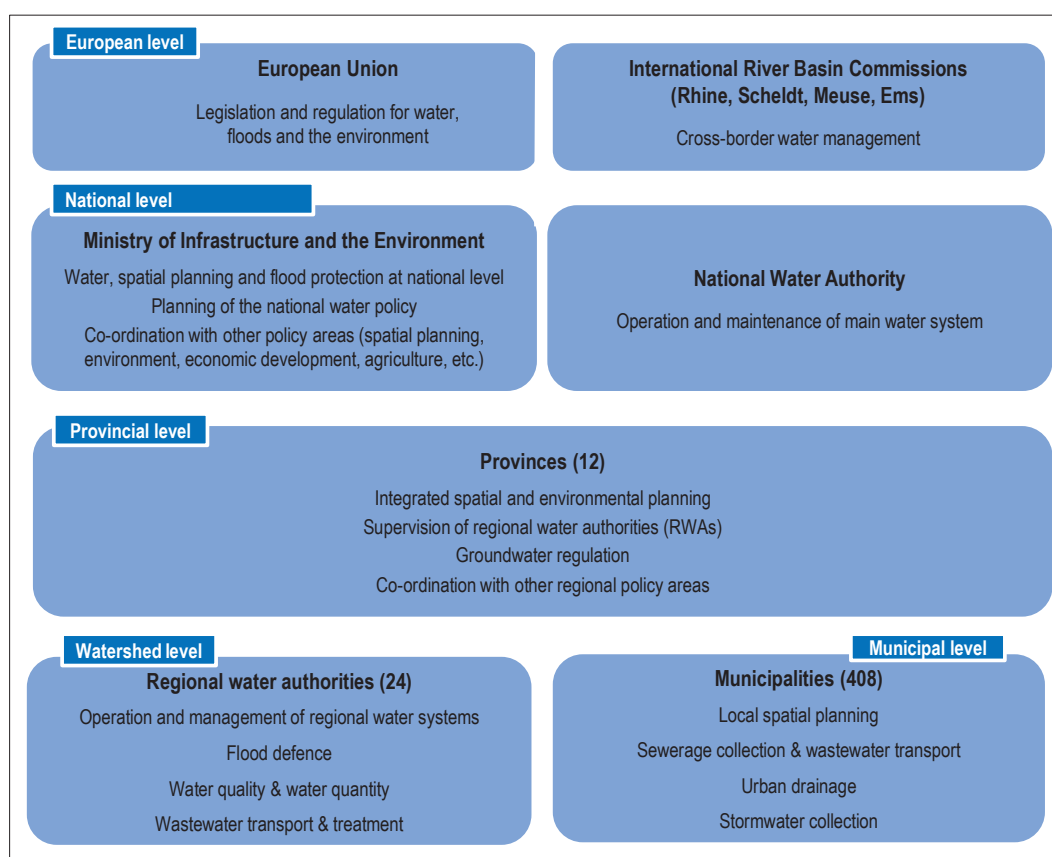 European level
European Union
Legislation and regulation for water,
floods and the environment
International River Basin Commissions
(Rhine, Scheldt, Meuse, Ems)
Cross-border water management
National level
Ministry of Infrastructure and the Environment
Water, spatial planning and flood protection at national level
Planning of the national water policy
Co-ordination with other policy areas (spatial planning,
environment, economic development, agriculture, etc.)
National Water Authority
Operation and maintenance of main water system
Provincial level
Provinces (12)
Integrated spatial and environmental planning
Supervision of regional water authorities (RWAs)
Groundwater regulation
Co-ordination with other regional policy areas
Watershed level
Regional water authorities (24)
Operation and management of regional water systems
Flood defence
Water quality & water quantity
Wastewater transport & treatment
Municipal level
Municipalities (408)
Local spatial planning
Sewerage collection & wastewater transport
Urban drainage
Stormwater collection